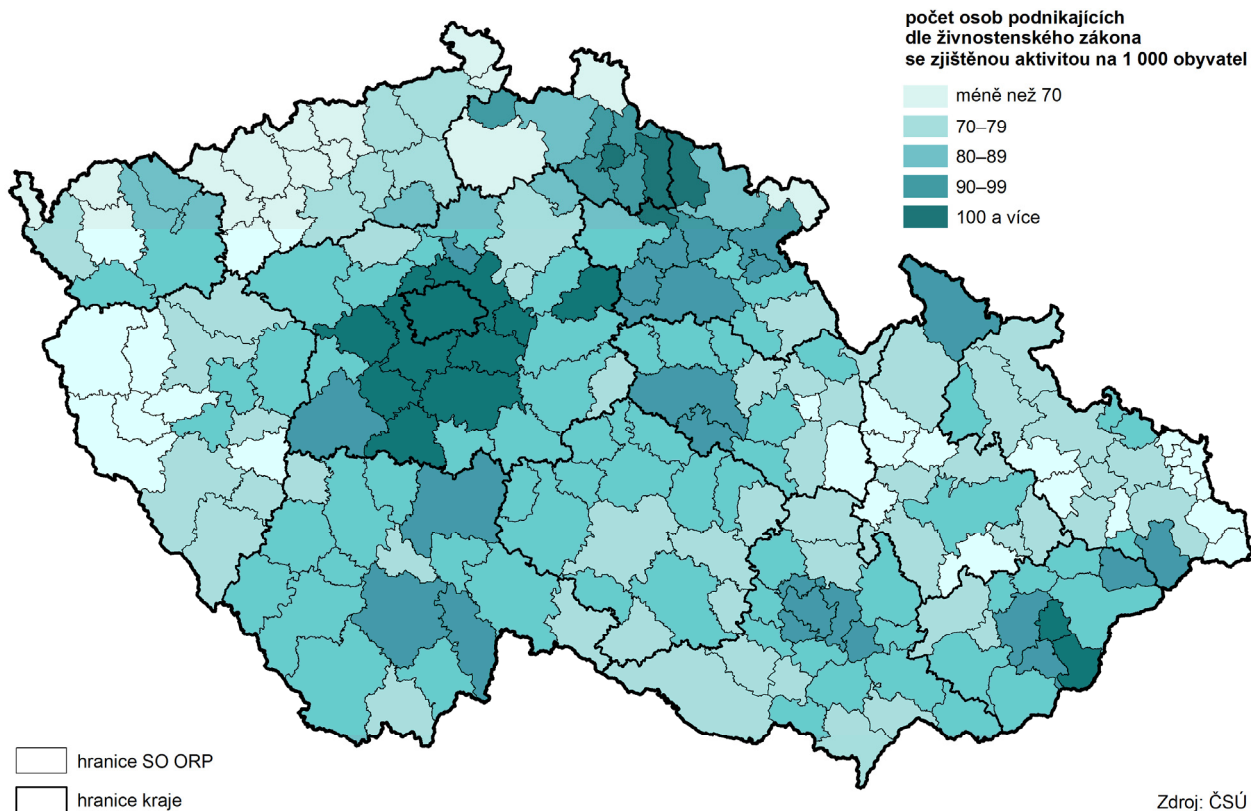 počet osob podnikajících
dle živnostenského zákona
se zjištěnou aktivitou na 1 000 obyvatel
méně než 70
70–79
80–89
90–99
100 a více
hranice SO ORP
hranice kraje
Zdroj: ČSÚ